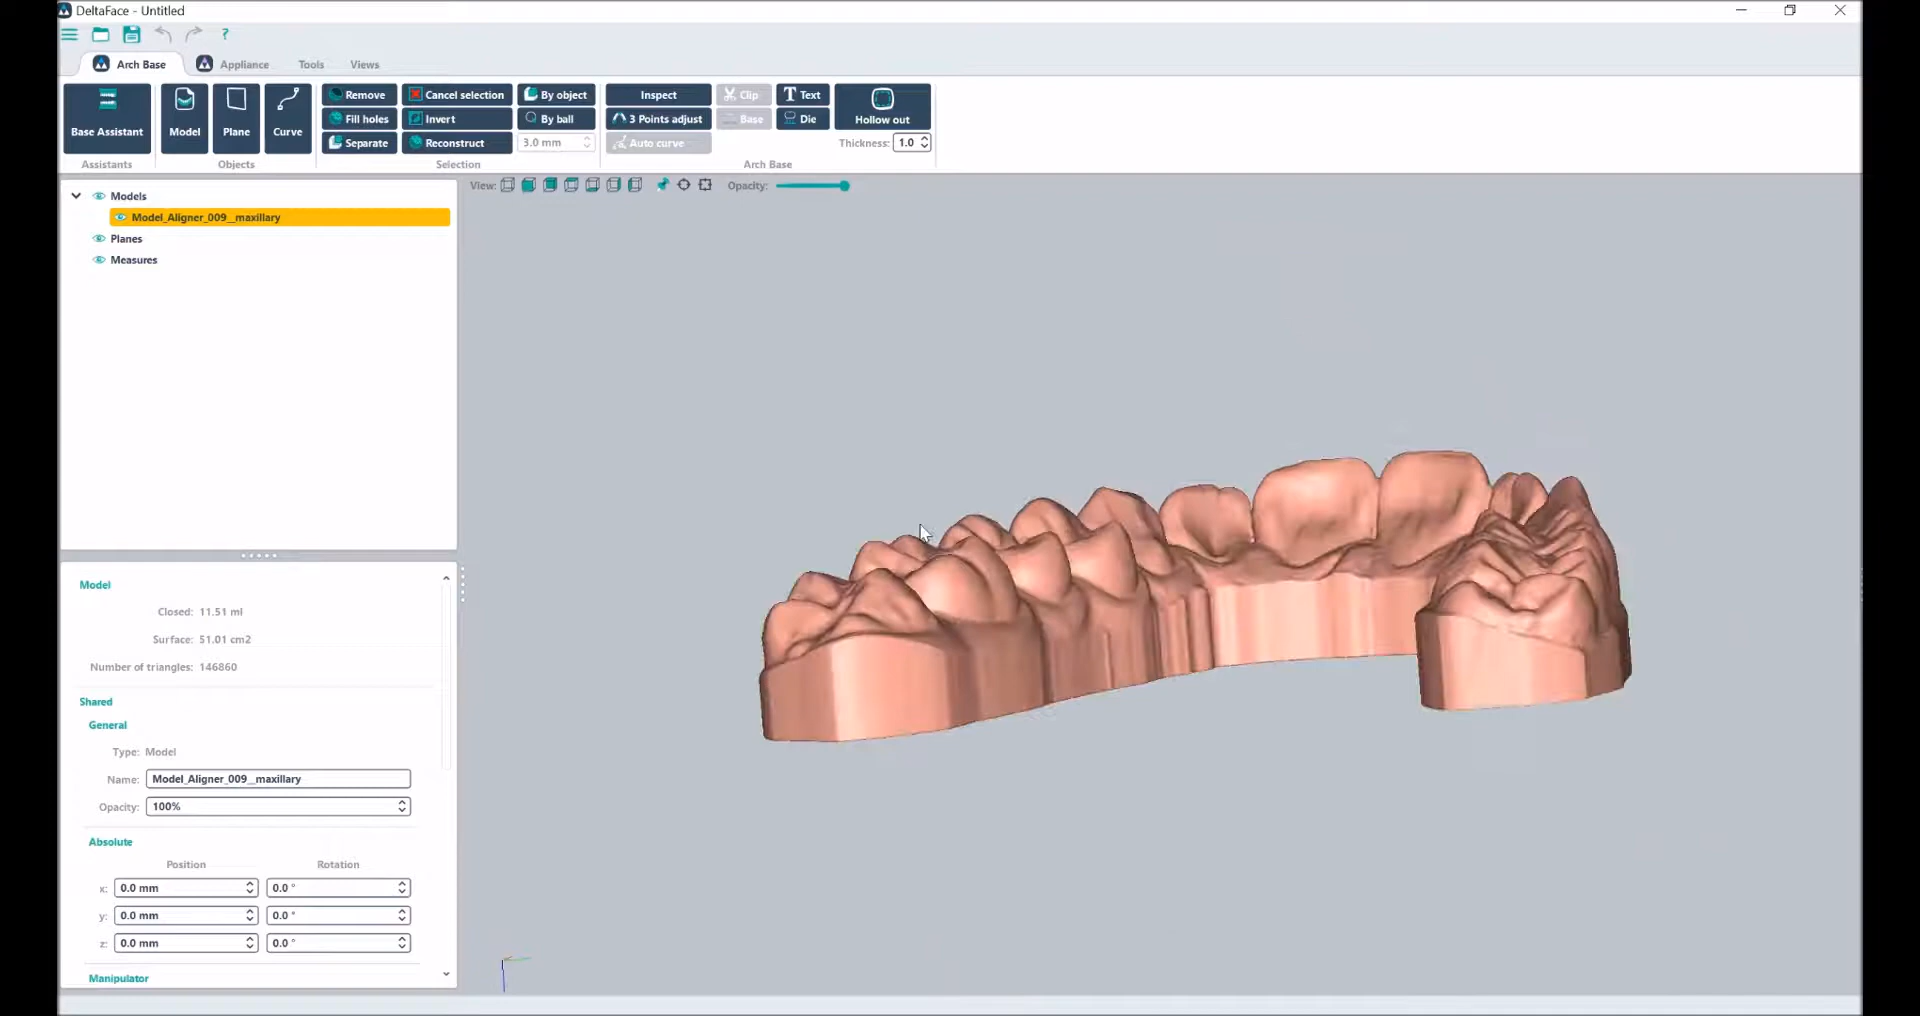 DeltaFace - Untitled
?
Arch Base Appliance Tools Views
Base Assistant Model Plane Curve
Remove Cancel selection By object
Fill holes Invert By ball
Separate Reconstruct 3.0 mm
Inspect Clip Text Hollow out
3 Points adjust Base Die
Auto curve Thickness: 1.0
Assistants Objects Selection Arch Base
View: Opacity:
Models
Model_Aligner_009__maxillary
Planes
Measures
Model
Closed: 11.51 ml
Surface: 51.01 cm2
Number of triangles: 146860
Shared
General
Type: Model
Name: Model_Aligner_009__maxillary
Opacity: 100%
Absolute
Position Rotation
x: 0.0 mm 0.0 °
y: 0.0 mm 0.0 °
z: 0.0 mm 0.0 °
Manipulator